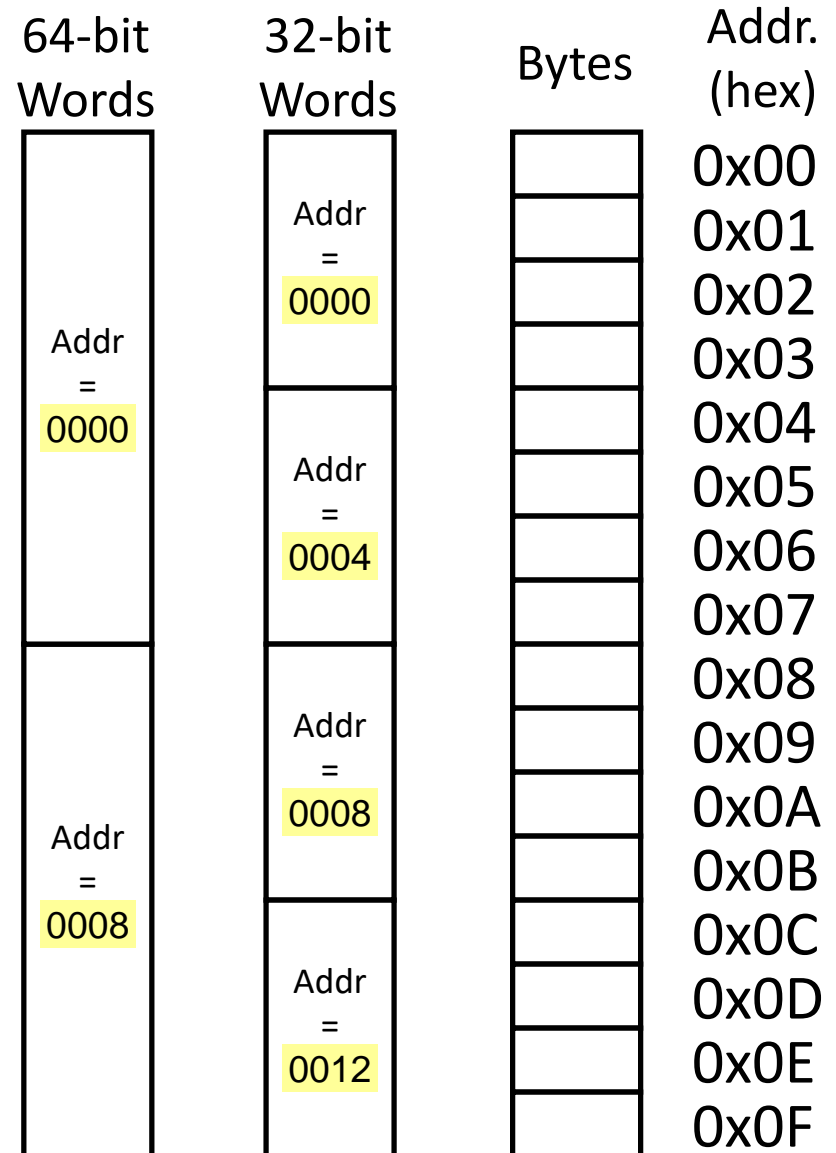 64-bit
Words
32-bit
Words
Bytes
Addr.
(hex)
Addr
=
0000
Addr
=
0008
Addr
=
0000
Addr
=
0004
Addr
=
0008
Addr
=
0012
0x00
0x01
0x02
0x03
0x04
0x05
0x06
0x07
0x08
0x09
0x0A
0x0B
0x0C
0x0D
0x0E
0x0F